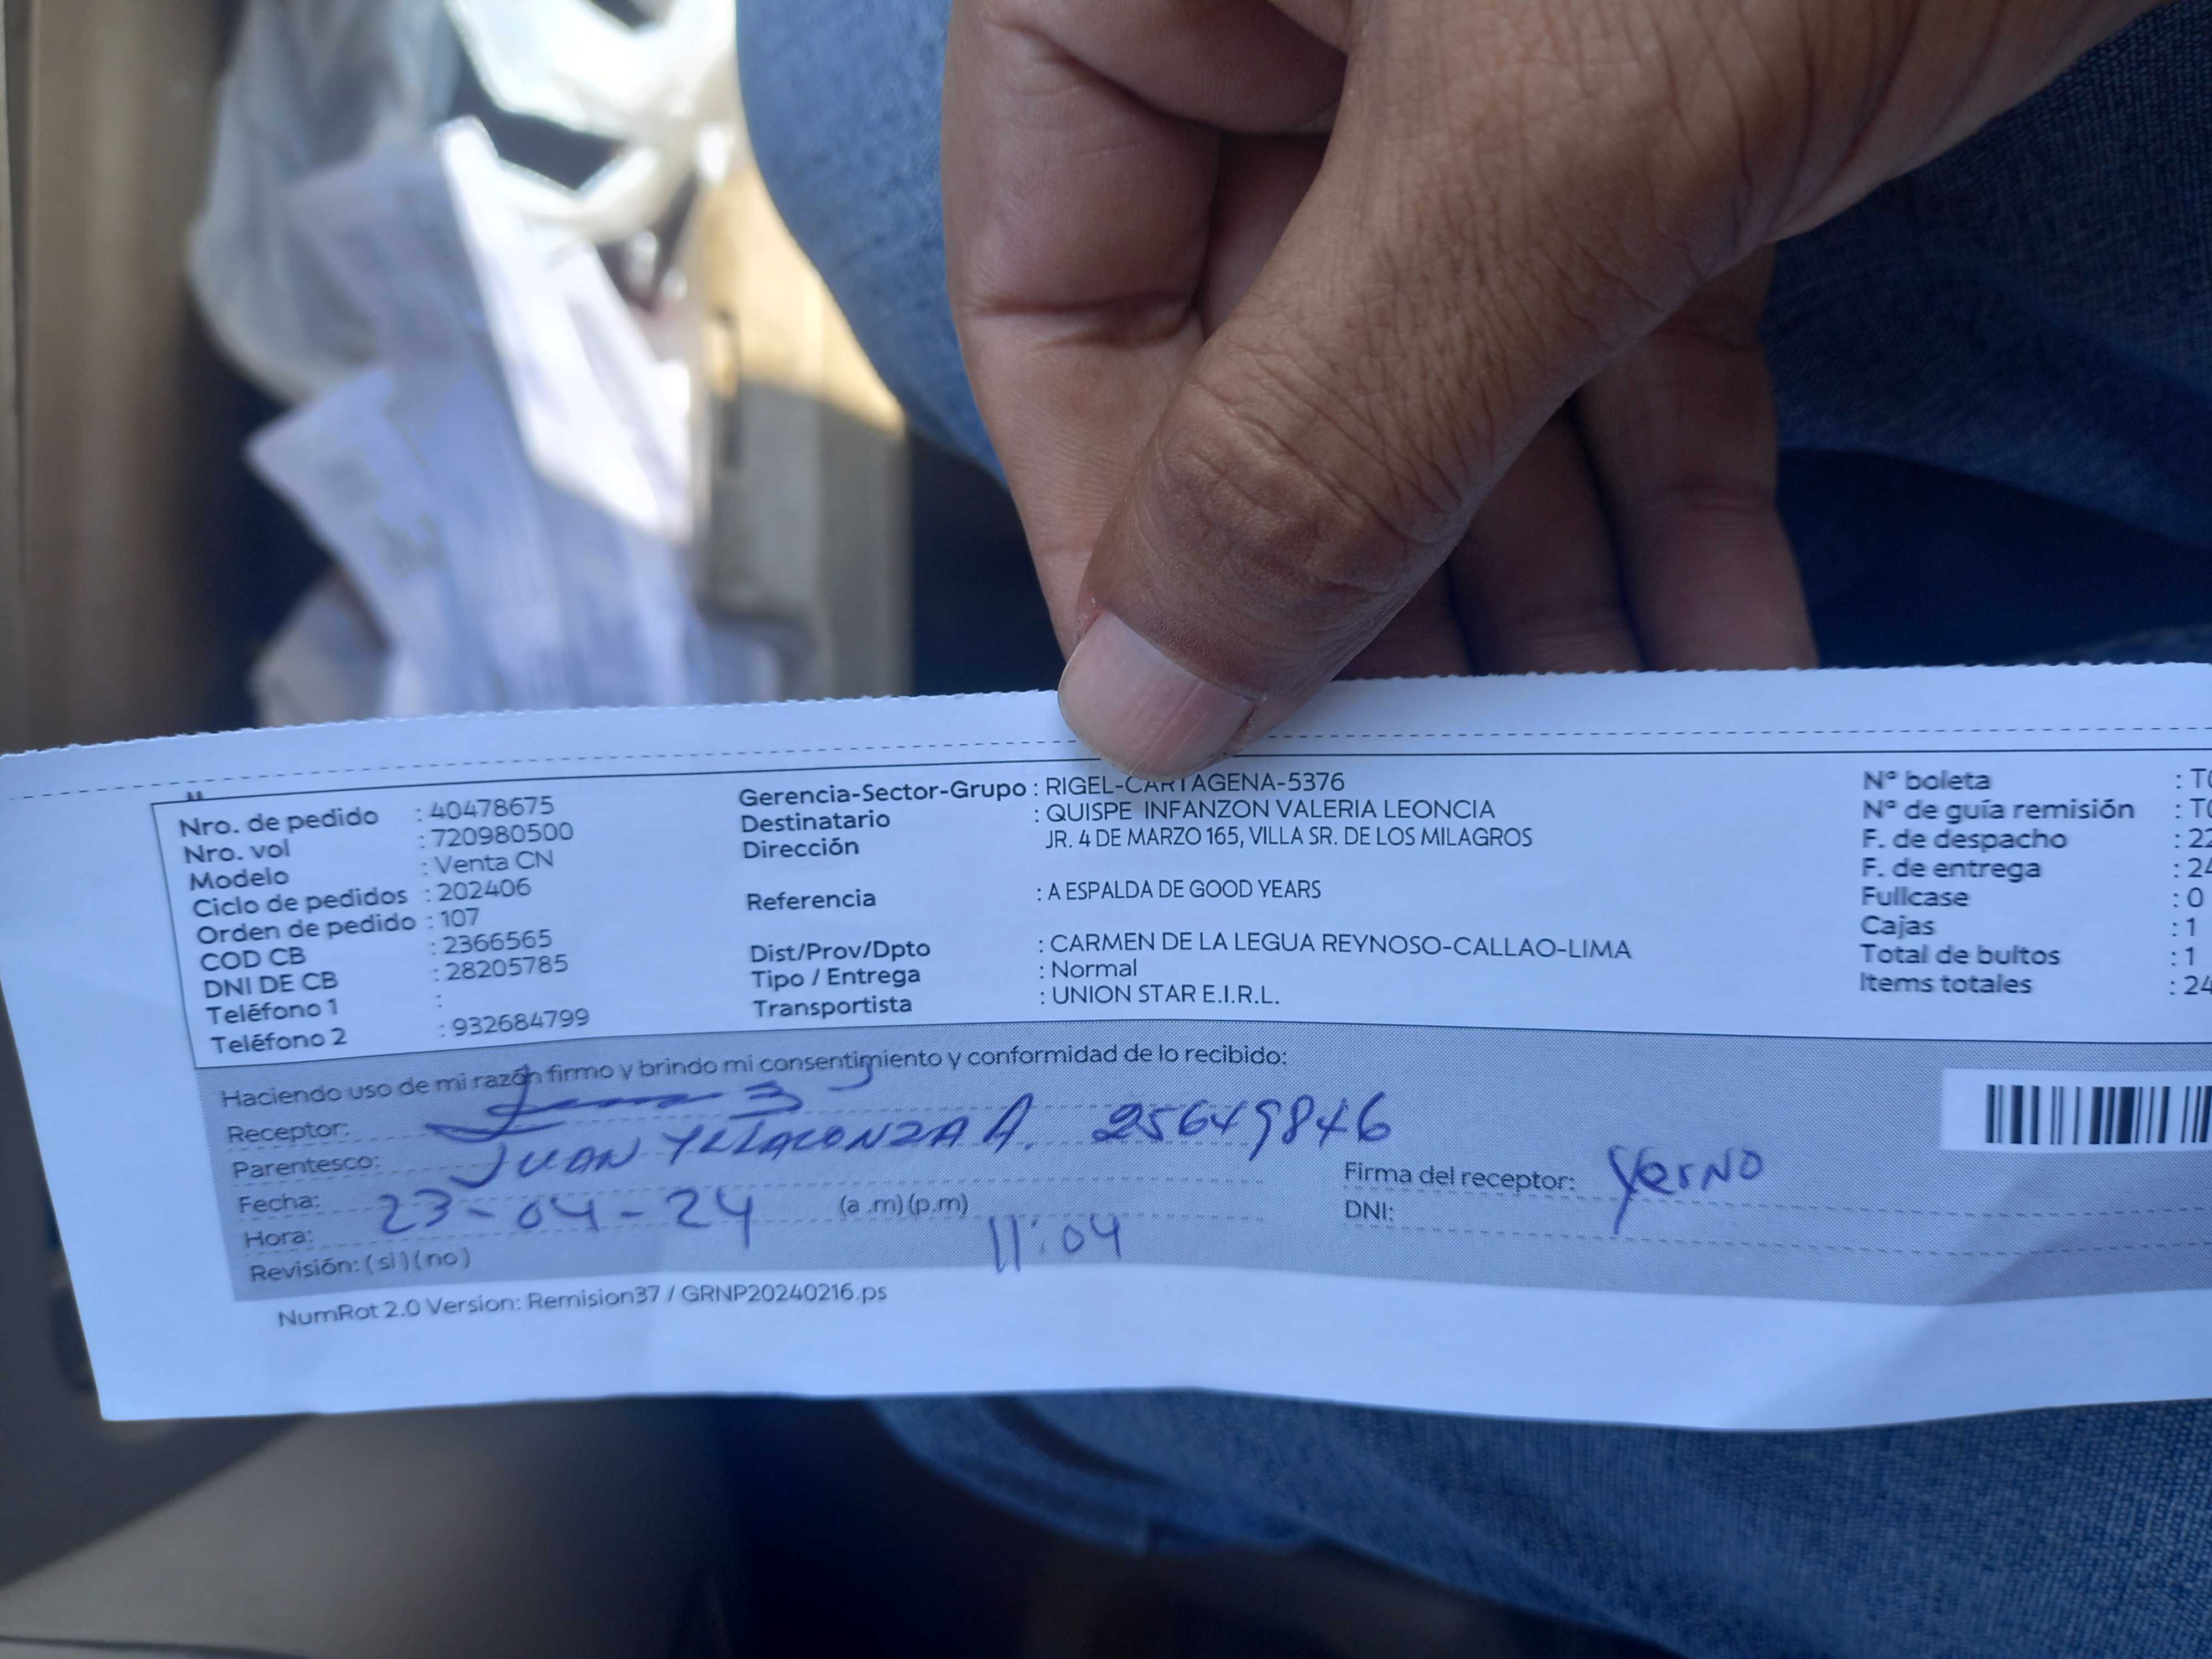 Nro. de pedido : 40478675
Nro. vol : 720980500
Modelo : Venta CN
Ciclo de pedidos : 202406
Orden de pedido : 107
COD CB : 2366565
DNI DE CB : 28205785
Teléfono 1 :
Teléfono 2 : 932684799
Gerencia-Sector-Grupo : RIGEL-CARTAGENA-5376
Destinatario : QUISPE INFANZON VALERIA LEONCIA
Dirección JR. 4 DE MARZO 165, VILLA SR. DE LOS MILAGROS
Referencia : A ESPALDA DE GOOD YEARS
Dist/Prov/Dpto : CARMEN DE LA LEGUA REYNOSO-CALLAO-LIMA
Tipo / Entrega : Normal
Transportista : UNION STAR E.I.R.L.
Nº boleta :
Nº de guía remisión :
F. de despacho : 22
F. de entrega : 24
Fullcase : 0
Cajas : 1
Total de bultos : 1
Items totales : 24
Haciendo uso de mi razón firmo y brindo mi consentimiento y conformidad de lo recibido:
Receptor:
Parentesco: JUAN A. 25649846
Firma del receptor: Yerno
Fecha: 23-04-24 (a .m) (p.m)
DNI:
Hora: 11:04
Revisión: ( si ) ( no )
NumRot 2.0 Version: Remision37 / GRNP20240216.ps